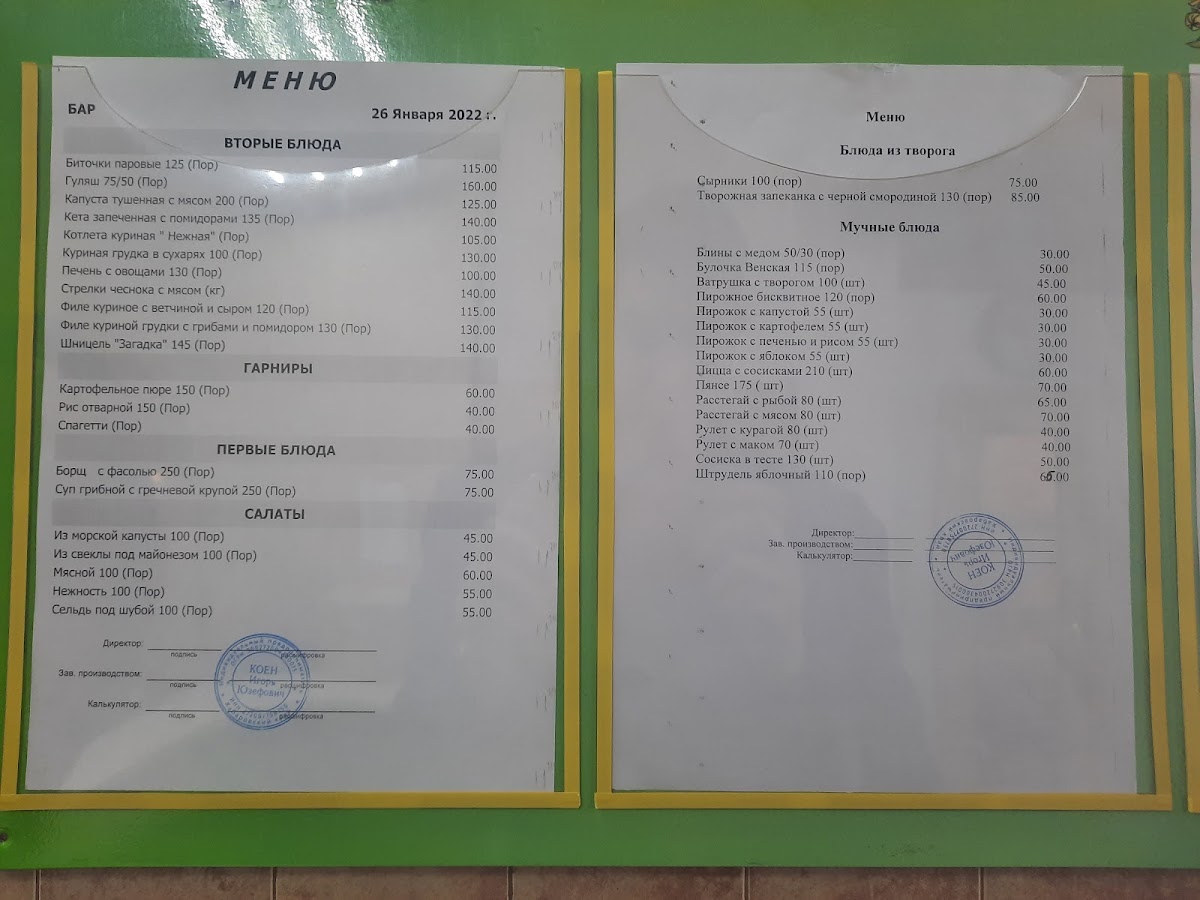 МЕНЮ
БАР
26 Января 2022 г.
ВТОРЫЕ БЛЮДА
Биточки паровые 125 (Пор) 115.00
Гуляш 75/50 (Пор) 160.00
Капуста тушенная с мясом 200 (Пор) 125.00
Кета запеченная с помидорами 135 (Пор) 140.00
Котлета куриная " Нежная" (Пор) 105.00
Куриная грудка в сухарях 100 (Пор) 130.00
Печень с овощами 130 (Пор) 100.00
Стрелки чеснока с мясом (кг) 140.00
Филе куриное с ветчиной и сыром 120 (Пор) 115.00
Филе куриной грудки с грибами и помидором 130 (Пор) 130.00
Шницель "Загадка" 145 (Пор) 140.00
ГАРНИРЫ
Картофельное пюре 150 (Пор) 60.00
Рис отварной 150 (Пор) 40.00
Спагетти (Пор) 40.00
ПЕРВЫЕ БЛЮДА
Борщ с фасолью 250 (Пор) 75.00
Суп грибной с гречневой крупой 250 (Пор) 75.00
САЛАТЫ
Из морской капусты 100 (Пор) 45.00
Из свеклы под майонезом 100 (Пор) 45.00
Мясной 100 (Пор) 60.00
Нежность 100 (Пор) 55.00
Сельдь под шубой 100 (Пор) 55.00
Директор:
подпись расшифровка
Зав. производством:
подпись расшифровка
Калькулятор:
подпись расшифровка
КОЕН
Игорь
Юзефович
Меню
Блюда из творога
Сырники 100 (пор) 75.00
Творожная запеканка с черной смородиной 130 (пор) 85.00
Мучные блюда
Блины с медом 50/30 (пор) 30.00
Булочка Венская 115 (пор) 50.00
Ватрушка с творогом 100 (шт) 45.00
Пирожное бисквитное 120 (пор) 60.00
Пирожок с капустой 55 (шт) 30.00
Пирожок с картофелем 55 (шт) 30.00
Пирожок с печенью и рисом 55 (шт) 30.00
Пирожок с яблоком 55 (шт) 30.00
Пицца с сосисками 210 (шт) 60.00
Пянсе 175 ( шт) 70.00
Расстегай с рыбой 80 (шт) 65.00
Расстегай с мясом 80 (шт) 70.00
Рулет с курагой 80 (шт) 40.00
Рулет с маком 70 (шт) 40.00
Сосиска в тесте 130 (шт) 50.00
Штрудель яблочный 110 (пор)
Директор:
Зав. производством:
Калькулятор:
КОЕН
Игорь
Юзефович